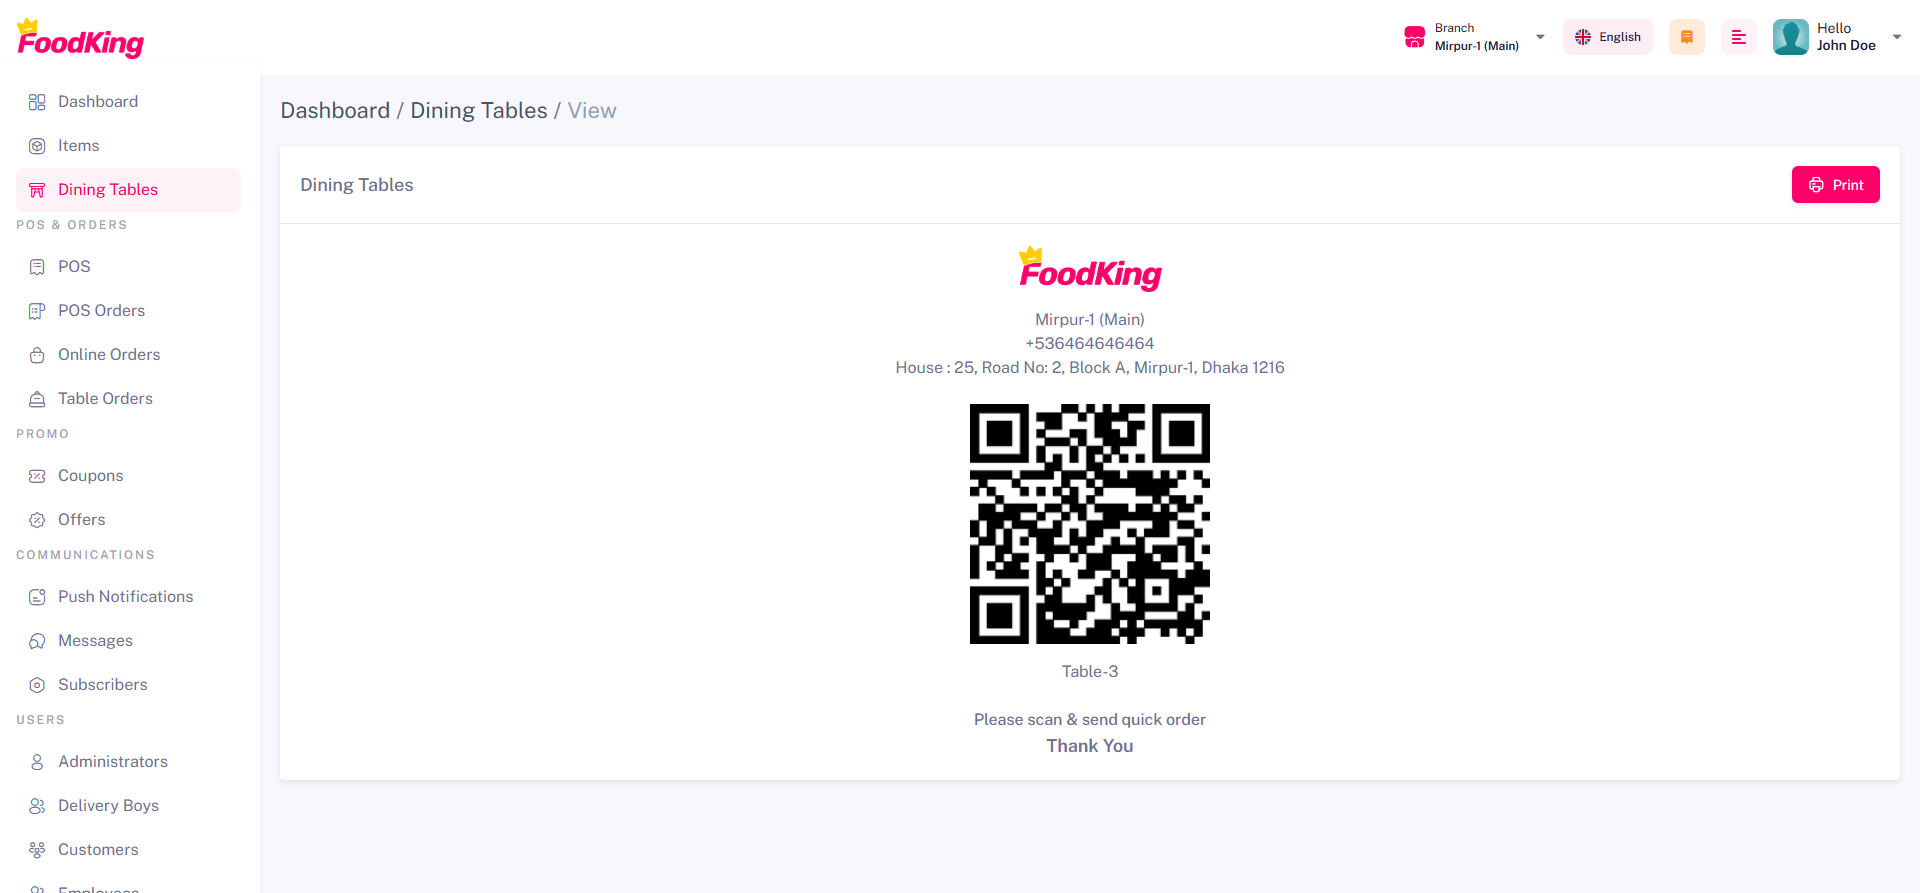 FoodKing
Branch
Mirpur-1 (Main)
English
Hello
John Doe
Dashboard
Items
Dining Tables
POS & ORDERS
POS
POS Orders
Online Orders
Table Orders
PROMO
Coupons
Offers
COMMUNICATIONS
Push Notifications
Messages
Subscribers
USERS
Administrators
Delivery Boys
Customers
Employees
Dashboard / Dining Tables / View
Dining Tables
Print
FoodKing
Mirpur-1 (Main)
+536464646464
House : 25, Road No: 2, Block A, Mirpur-1, Dhaka 1216
Table-3
Please scan & send quick order
Thank You